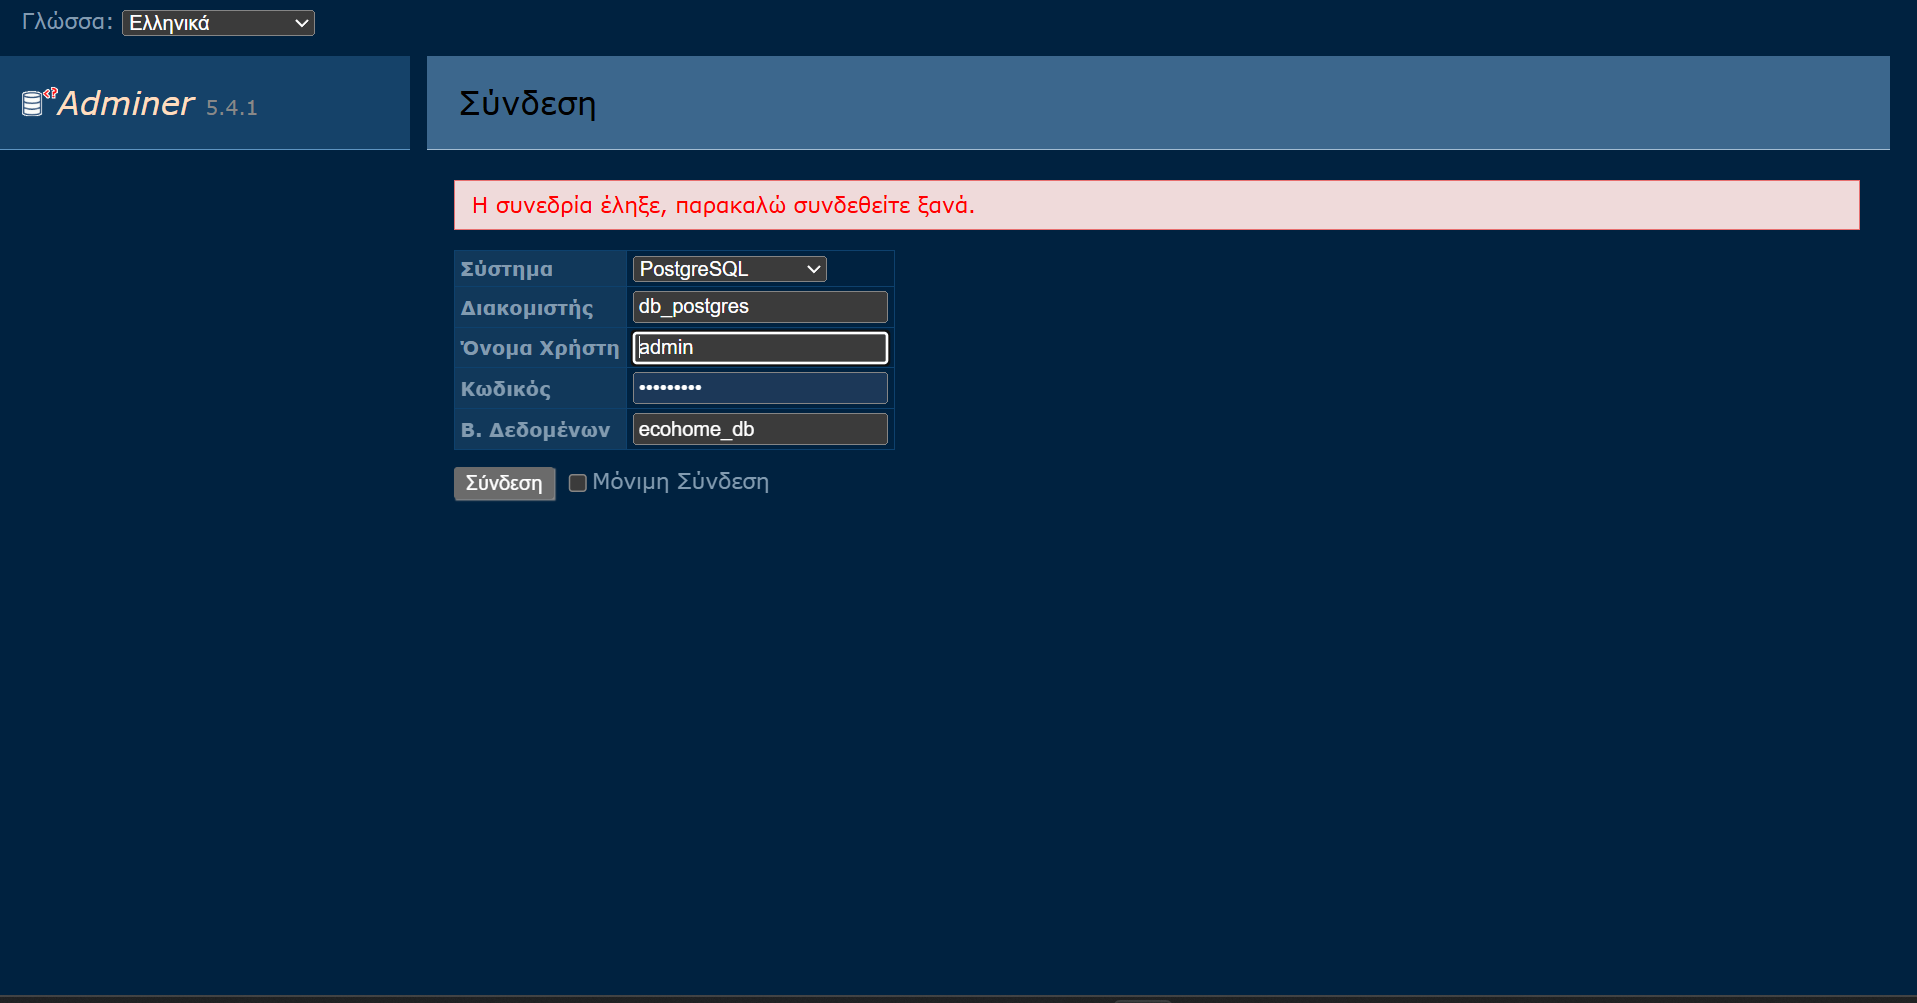 Γλώσσα: Ελληνικά
Adminer 5.4.1
Σύνδεση
Η συνεδρία έληξε, παρακαλώ συνδεθείτε ξανά.
Σύστημα PostgreSQL
Διακομιστής db_postgres
Όνομα Χρήστη admin
Κωδικός •••••••••
Β. Δεδομένων ecohome_db
Σύνδεση Μόνιμη Σύνδεση